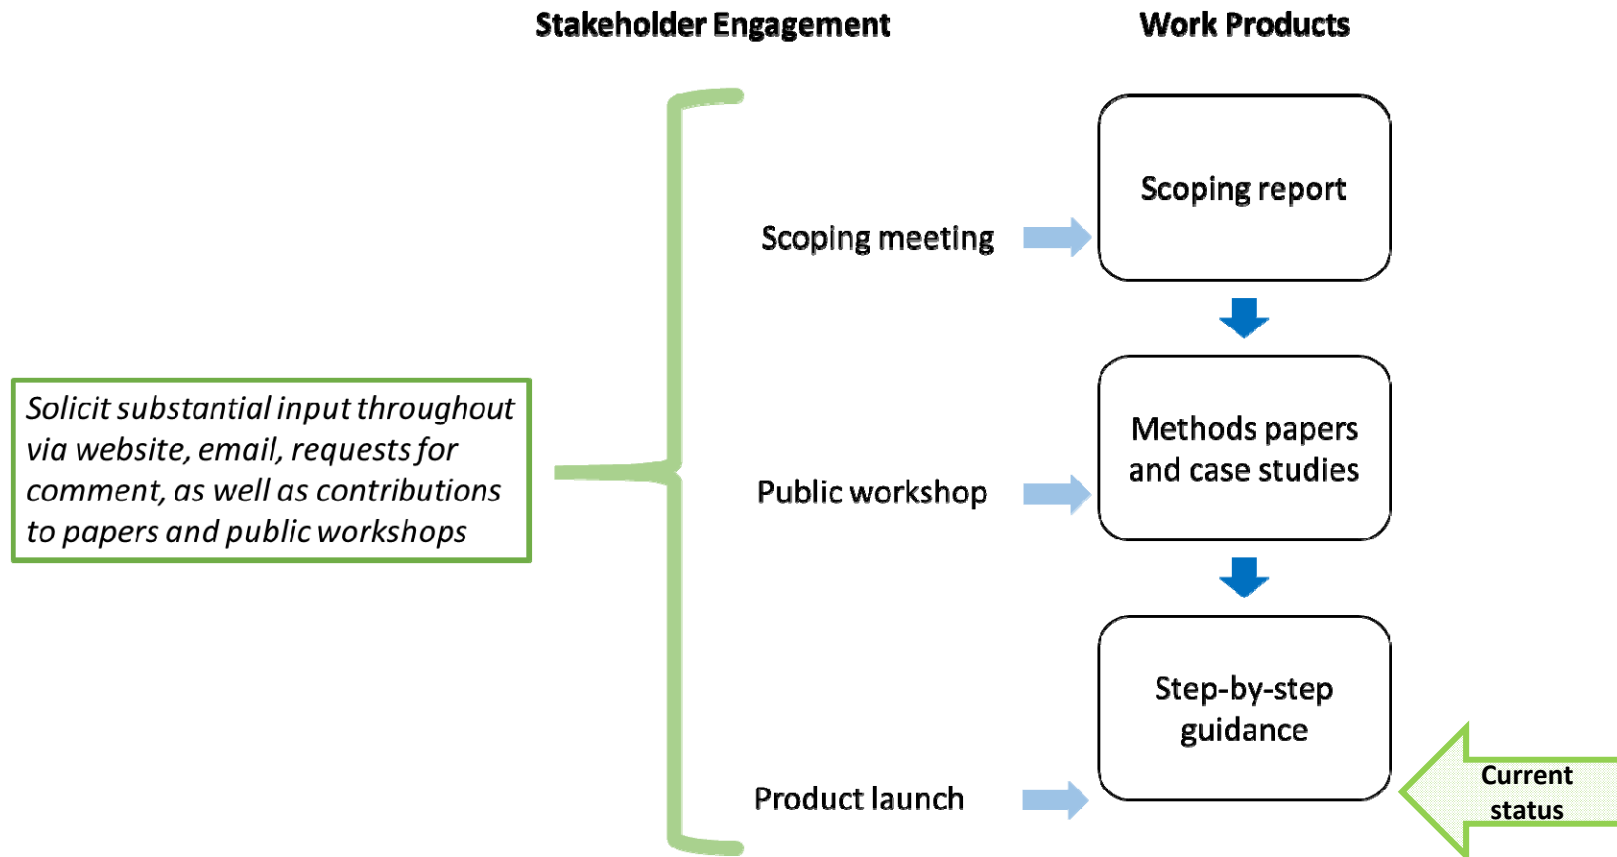 Stakeholder Engagement
Work Products
Scoping report
Scoping meeting
Solicit substantial input throughout
via website, email, requests for
comment, as well as contributions
to papers and public workshops
Methods papers
and case studies
Public workshop
Step-by-step
guidance
Product launch
Current
status